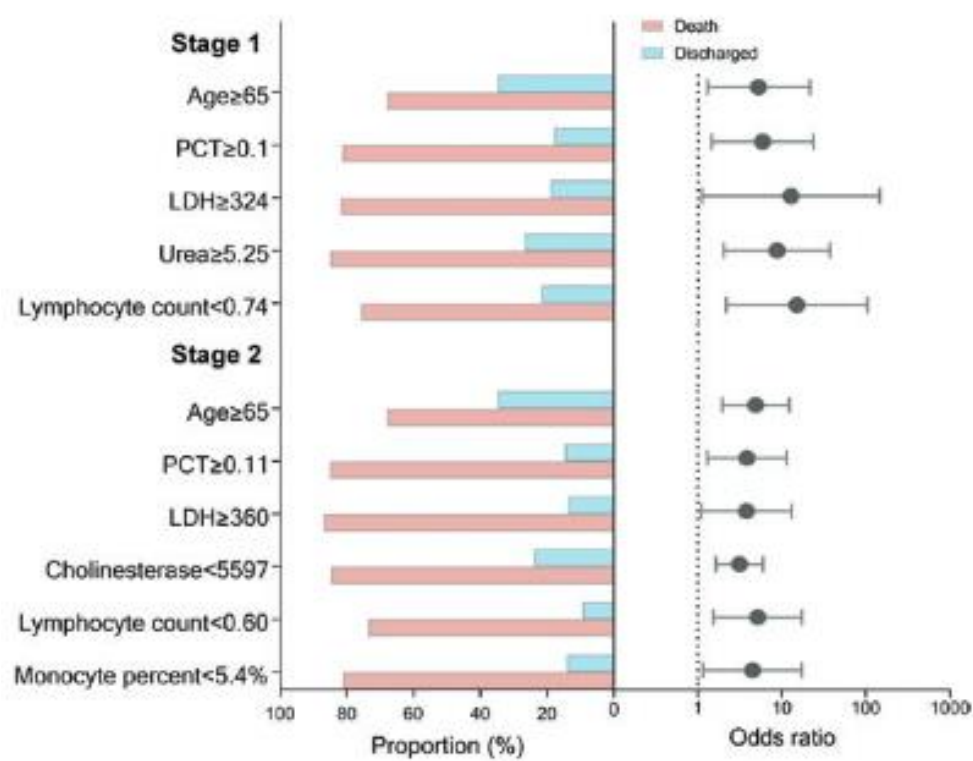 Death
Discharged
Stage 1
Age≥65
PCT≥0.1
LDH≥324
Urea≥5.25
Lymphocyte count<0.74
Stage 2
Age≥65
PCT≥0.11
LDH≥360
Cholinesterase<5597
Lymphocyte count<0.60
Monocyte percent<5.4%
100 80 60 40 20 0 1 10 100 1000
Proportion (%) Odds ratio